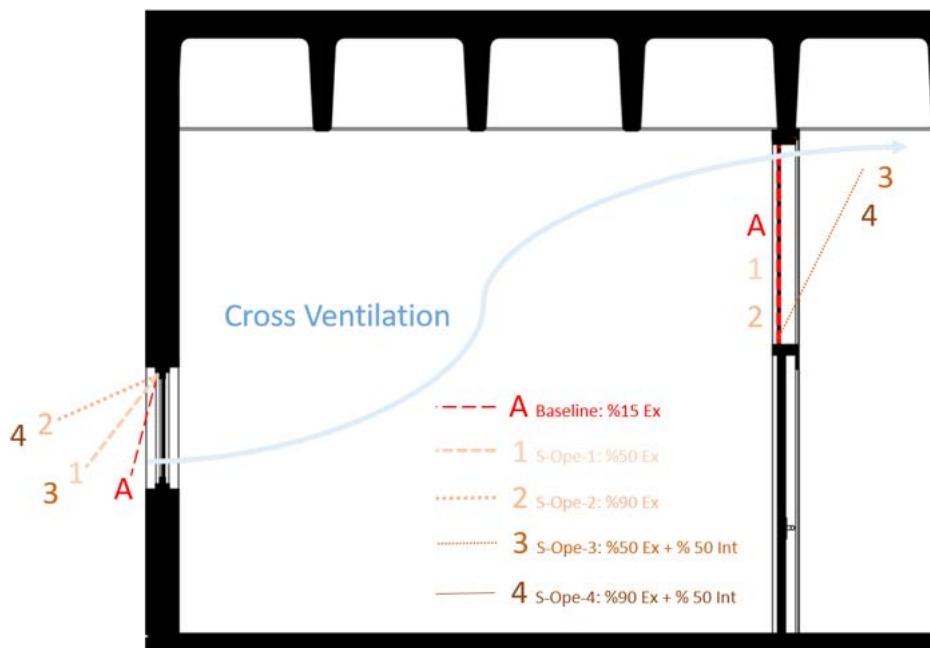 3
4
A
1
2
Cross Ventilation
4 2
1
3 A
A Baseline: %15 Ex
1 S-Ope-1: %50 Ex
2 S-Ope-2: %90 Ex
3 S-Ope-3: %50 Ex + % 50 Int
4 S-Ope-4: %90 Ex + % 50 Int